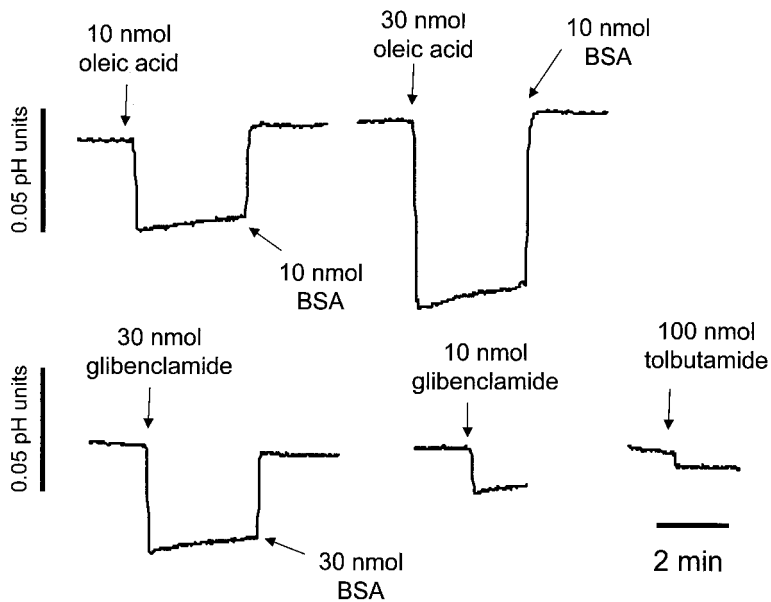 10 nmol
oleic acid
30 nmol
oleic acid
10 nmol
BSA
0.05 pH units
10 nmol
BSA
30 nmol
glibenclamide
10 nmol
glibenclamide
100 nmol
tolbutamide
0.05 pH units
30 nmol
BSA
2 min